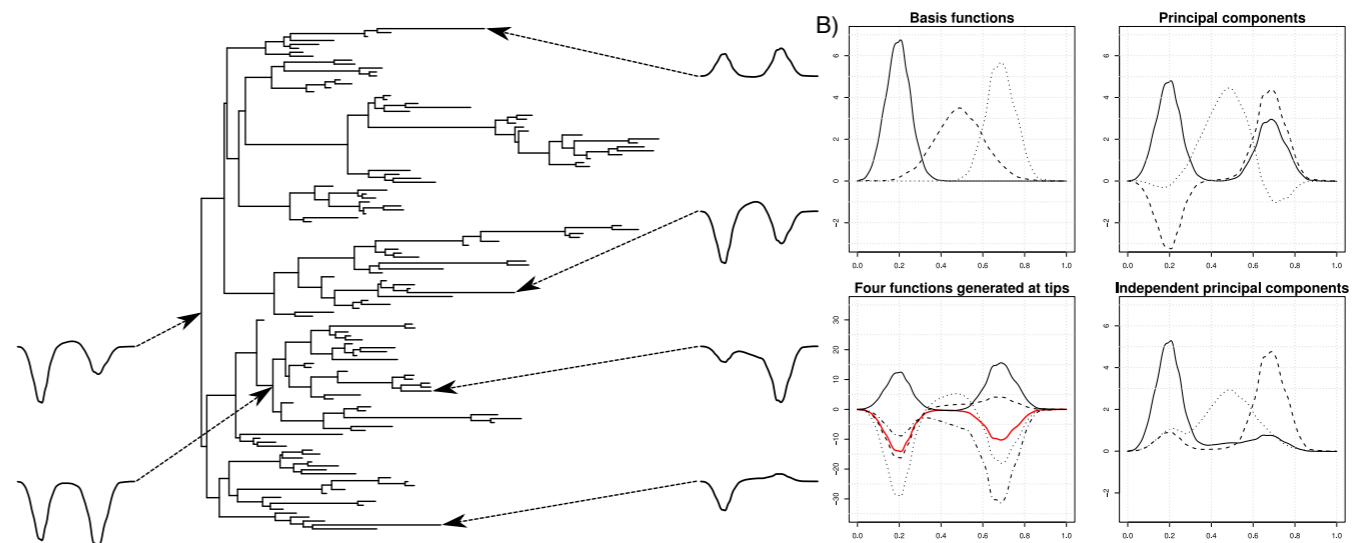 B)
Basis functions
6
4
2
0
−2
0.0 0.2 0.4 0.6 0.8 1.0
Principal components
6
4
2
0
−2
0.0 0.2 0.4 0.6 0.8 1.0
Four functions generated at tips
30
20
10
0
−10
−20
−30
0.0 0.2 0.4 0.6 0.8 1.0
Independent principal components
6
4
2
0
−2
0.0 0.2 0.4 0.6 0.8 1.0